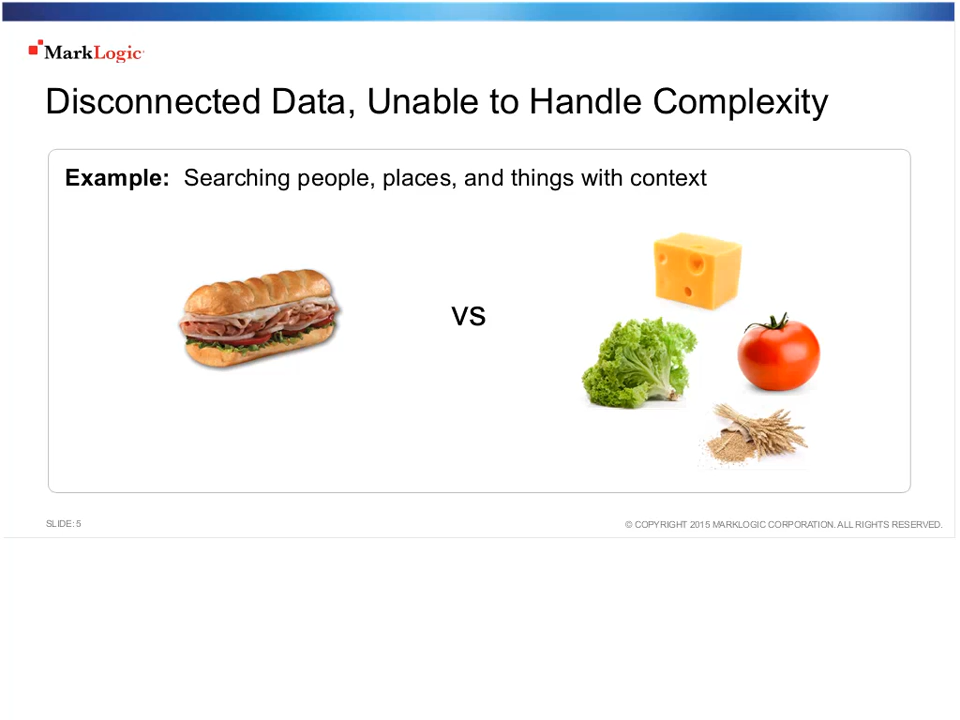 MarkLogic
Disconnected Data, Unable to Handle Complexity
Example: Searching people, places, and things with context
vs
SLIDE: 5
© COPYRIGHT 2015 MARKLOGIC CORPORATION. ALL RIGHTS RESERVED.